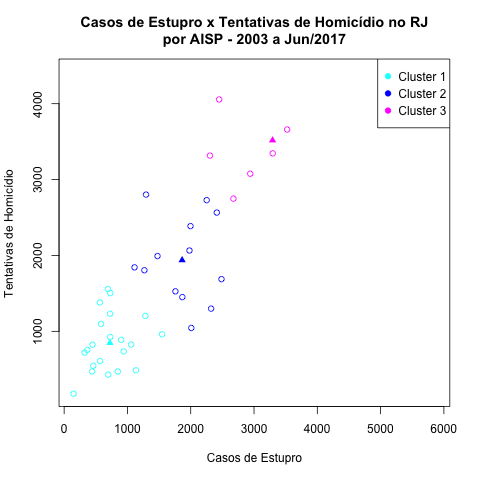 Casos de Estupro x Tentativas de Homicídio no RJ
por AISP - 2003 a Jun/2017
Cluster 1
Cluster 2
Cluster 3
Tentativas de Homicídio
4000
3000
2000
1000
0 1000 2000 3000 4000 5000 6000
Casos de Estupro